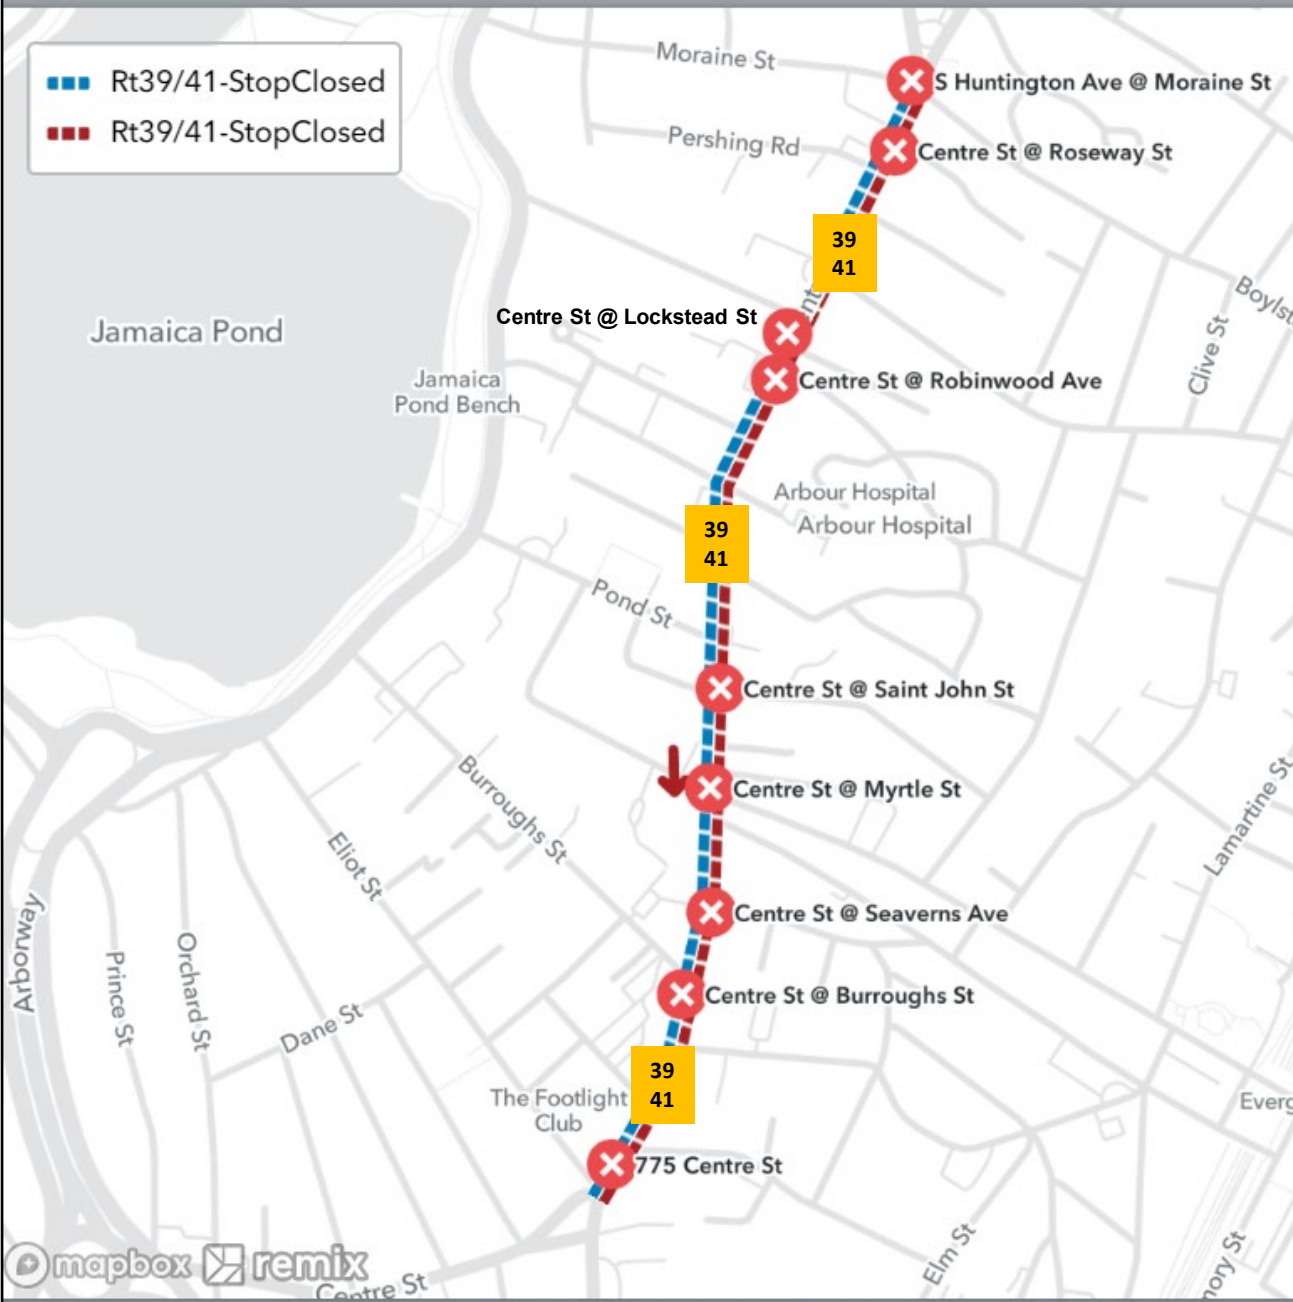 Rt39/41-StopClosed
Rt39/41-StopClosed
Moraine St
S Huntington Ave @ Moraine St
Pershing Rd
Centre St @ Roseway St
39
41
Centre St @ Lockstead St
Jamaica Pond
Jamaica
Pond Bench
Centre St @ Robinwood Ave
Clive St
Arbour Hospital
Arbour Hospital
39
41
Pond St
Centre St @ Saint John St
Centre St @ Myrtle St
Burroughs St
Lamartine St
Eliot St
Centre St @ Seaverns Ave
Arborway
Prince St
Orchard St
Dane St
Centre St @ Burroughs St
39
41
The Footlight
Club
775 Centre St
Elm St
mapbox remix
Centre St